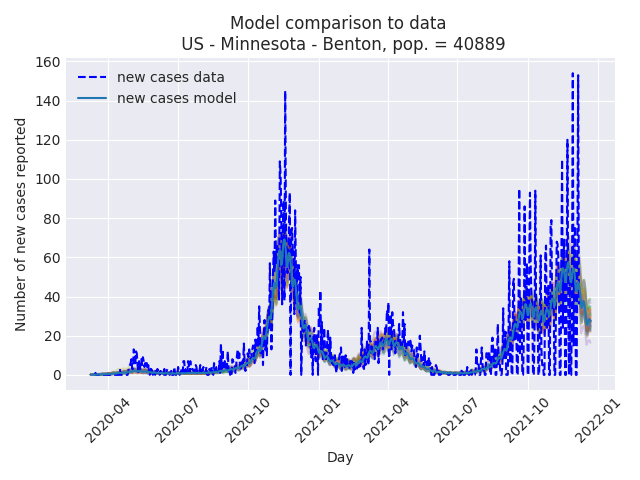 Model comparison to data
US - Minnesota - Benton, pop. = 40889
160
140
120
100
80
60
40
20
0
Number of new cases reported
new cases data
new cases model
2020-04
2020-07
2020-10
2021-01
2021-04
2021-07
2021-10
2022-01
Day